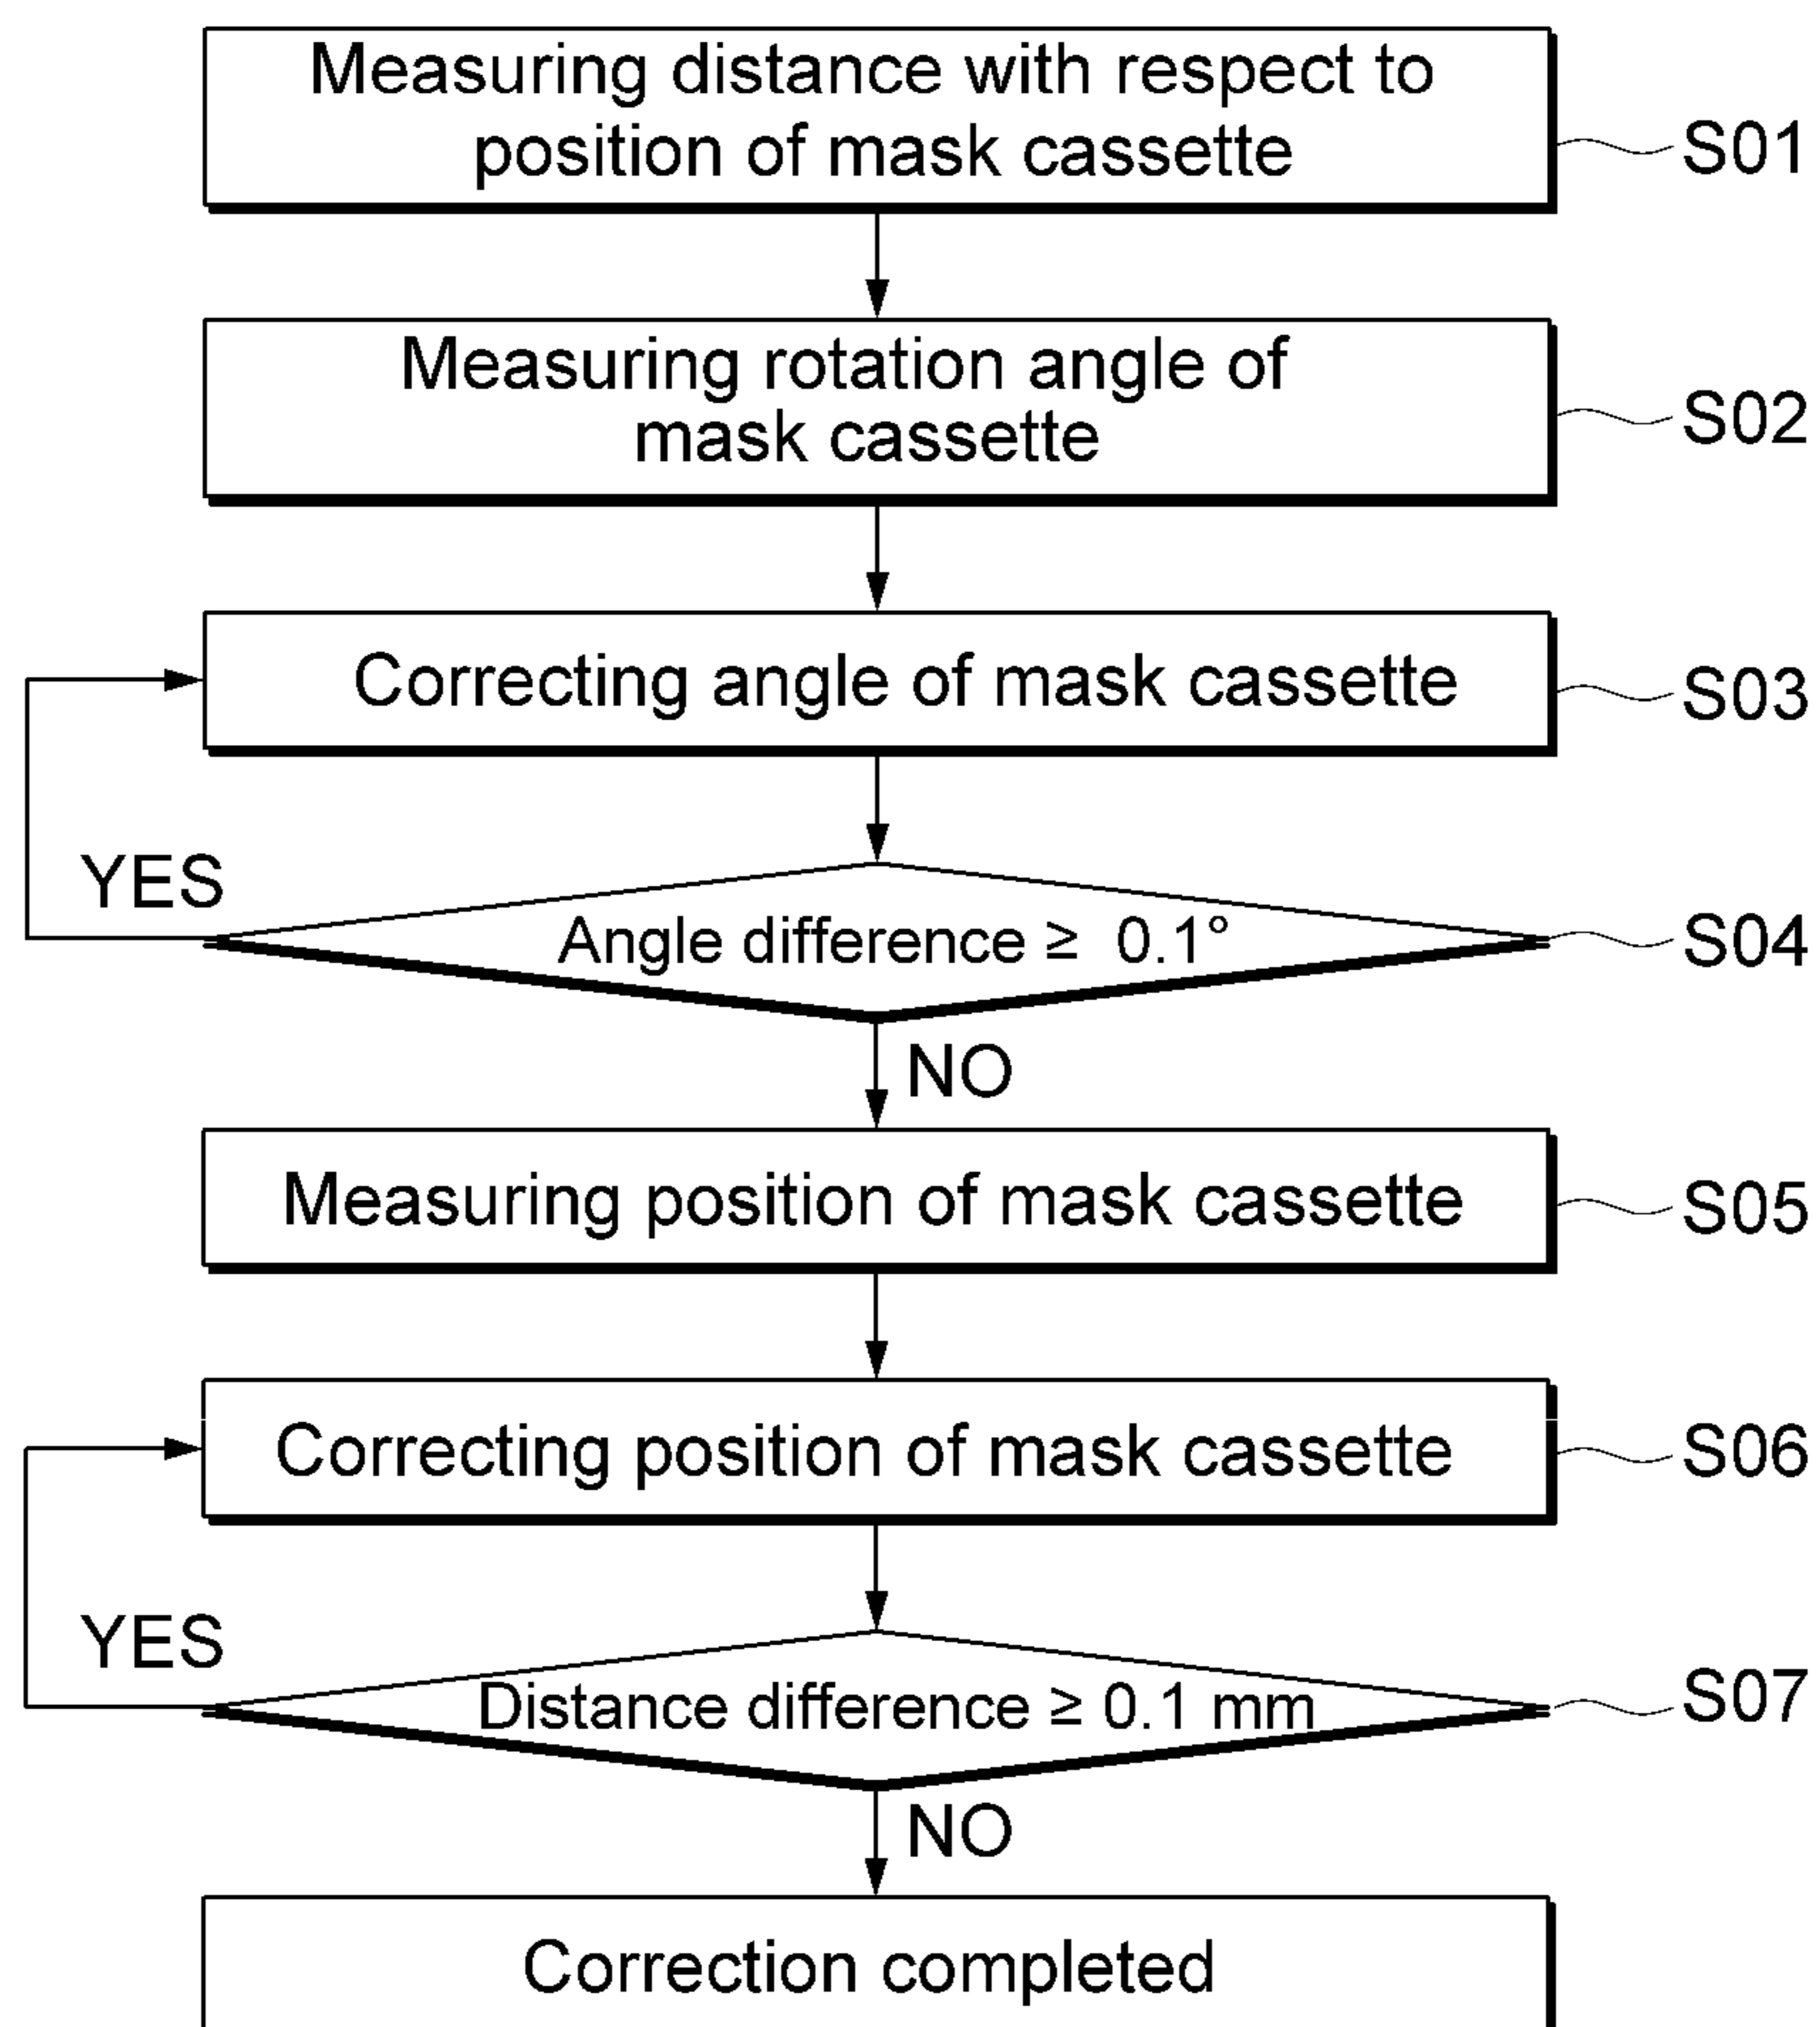 Measuring distance with respect to
position of mask cassette
S01
Measuring rotation angle of
mask cassette
S02
Correcting angle of mask cassette
S03
YES
Angle difference ≥ 0.1°
S04
NO
Measuring position of mask cassette
S05
Correcting position of mask cassette
S06
YES
Distance difference ≥ 0.1 mm
S07
NO
Correction completed